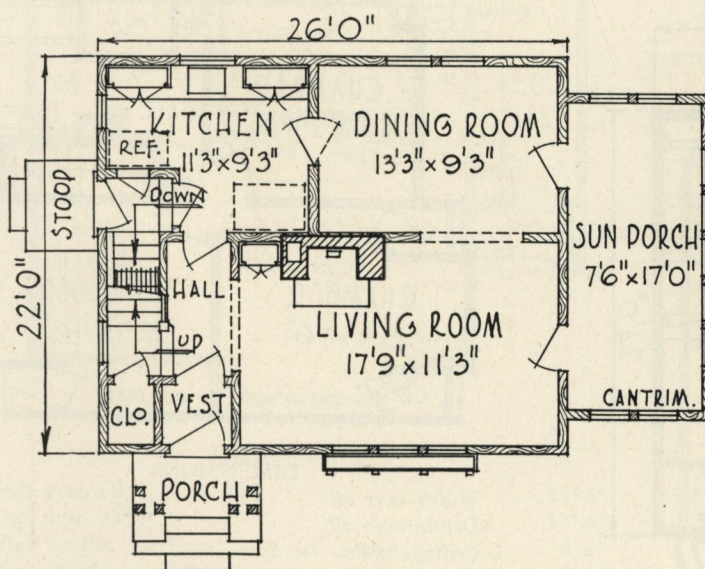 26'0"
KITCHEN
11'3"x9'3"
REF.
DINING ROOM
13'3"x9'3"
STOOP
DOWN
22'0"
SUN PORCH
7'6"x17'0"
HALL
LIVING ROOM
17'9"x11'3"
UP
CLO.
VEST.
CANTRIM.
PORCH